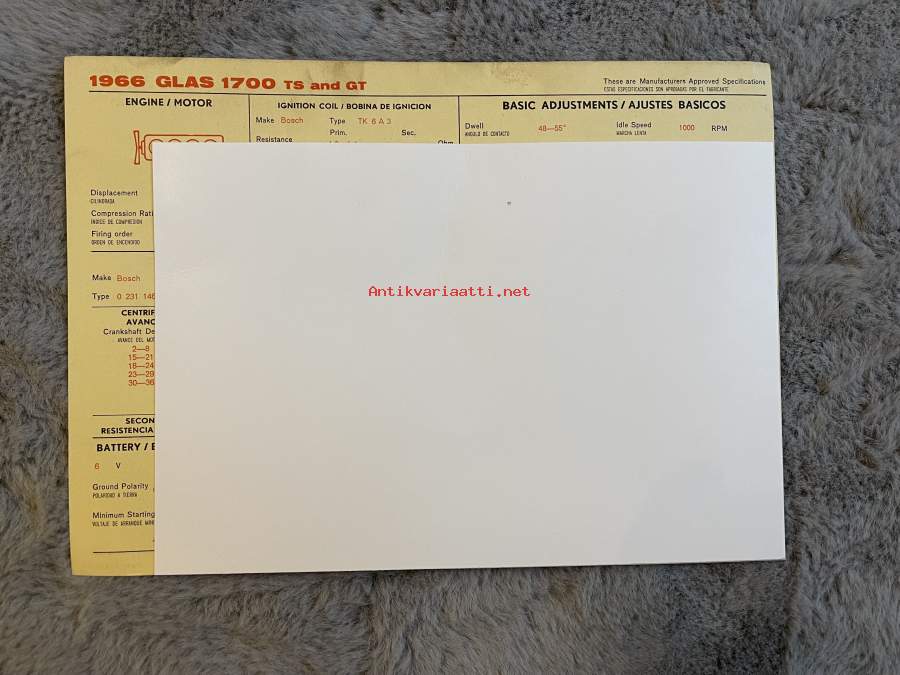 1966 GLAS 1700 TS and GT
These are Manufacturers Approved Specifications
ESTAS ESPECIFICACIONES SON APROBADAS POR EL FABRICANTE
ENGINE / MOTOR
IGNITION COIL / BOBINA DE IGNICION
BASIC ADJUSTMENTS / AJUSTES BASICOS
Make Bosch Type TK 6 A 3
Prim. Sec.
Resistance
Dwell 48—55° Idle Speed 1000 RPM
ANGULO DE CONTACTO MARCHA LENTA
Displacement
CILINDRADA
Compression Rati
INDICE DE COMPRESION
Firing order
ORDEN DE ENCENDIDO
Make Bosch
Type 0 231 146
CENTRIF
AVANC
Crankshaft De
AVANCE DEL MOT
2—8
15—21
18—24
23—29
30—36
SECON
RESISTENCIA
BATTERY / B
6 V
Ground Polarity
POLARIDAD A TIERRA
Minimum Starting
VOLTAJE DE ARRANQUE MINI
Antikvariaatti.net